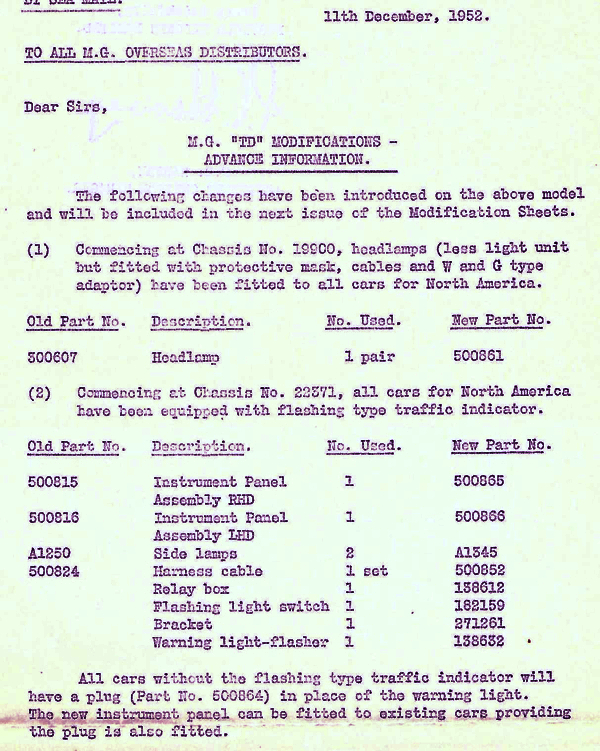 BY SEA MAIL.
11th December, 1952.
TO ALL M.G. OVERSEAS DISTRIBUTORS.
Dear Sirs,
M.G. "TD" MODIFICATIONS -
ADVANCE INFORMATION.
The following changes have been introduced on the above model
and will be included in the next issue of the Modification Sheets.
(1) Commencing at Chassis No. 19900, headlamps (less light unit
but fitted with protective mask, cables and W and G type
adaptor) have been fitted to all cars for North America.
Old Part No. Description. No. Used. New Part No.
300607 Headlamp 1 pair 500861
(2) Commencing at Chassis No. 22371, all cars for North America
have been equipped with flashing type traffic indicator.
Old Part No. Description. No. Used. New Part No.
500815 Instrument Panel 1 500865
Assembly RHD
500816 Instrument Panel 1 500866
Assembly LHD
A1250 Side lamps 2 A1345
500824 Harness cable 1 set 500852
Relay box 1 138612
Flashing light switch 1 182159
Bracket 1 271261
Warning light-flasher 1 138632
All cars without the flashing type traffic indicator will
have a plug (Part No. 500864) in place of the warning light.
The new instrument panel can be fitted to existing cars providing
the plug is also fitted.